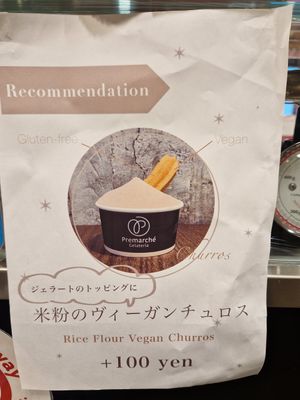 Recommendation
Gluten-free
Vegan
Premarché
Gelateria
Churros
ジェラートのトッピングに
米粉のヴィーガンチュロス
Rice Flour Vegan Churros
+100 yen
way